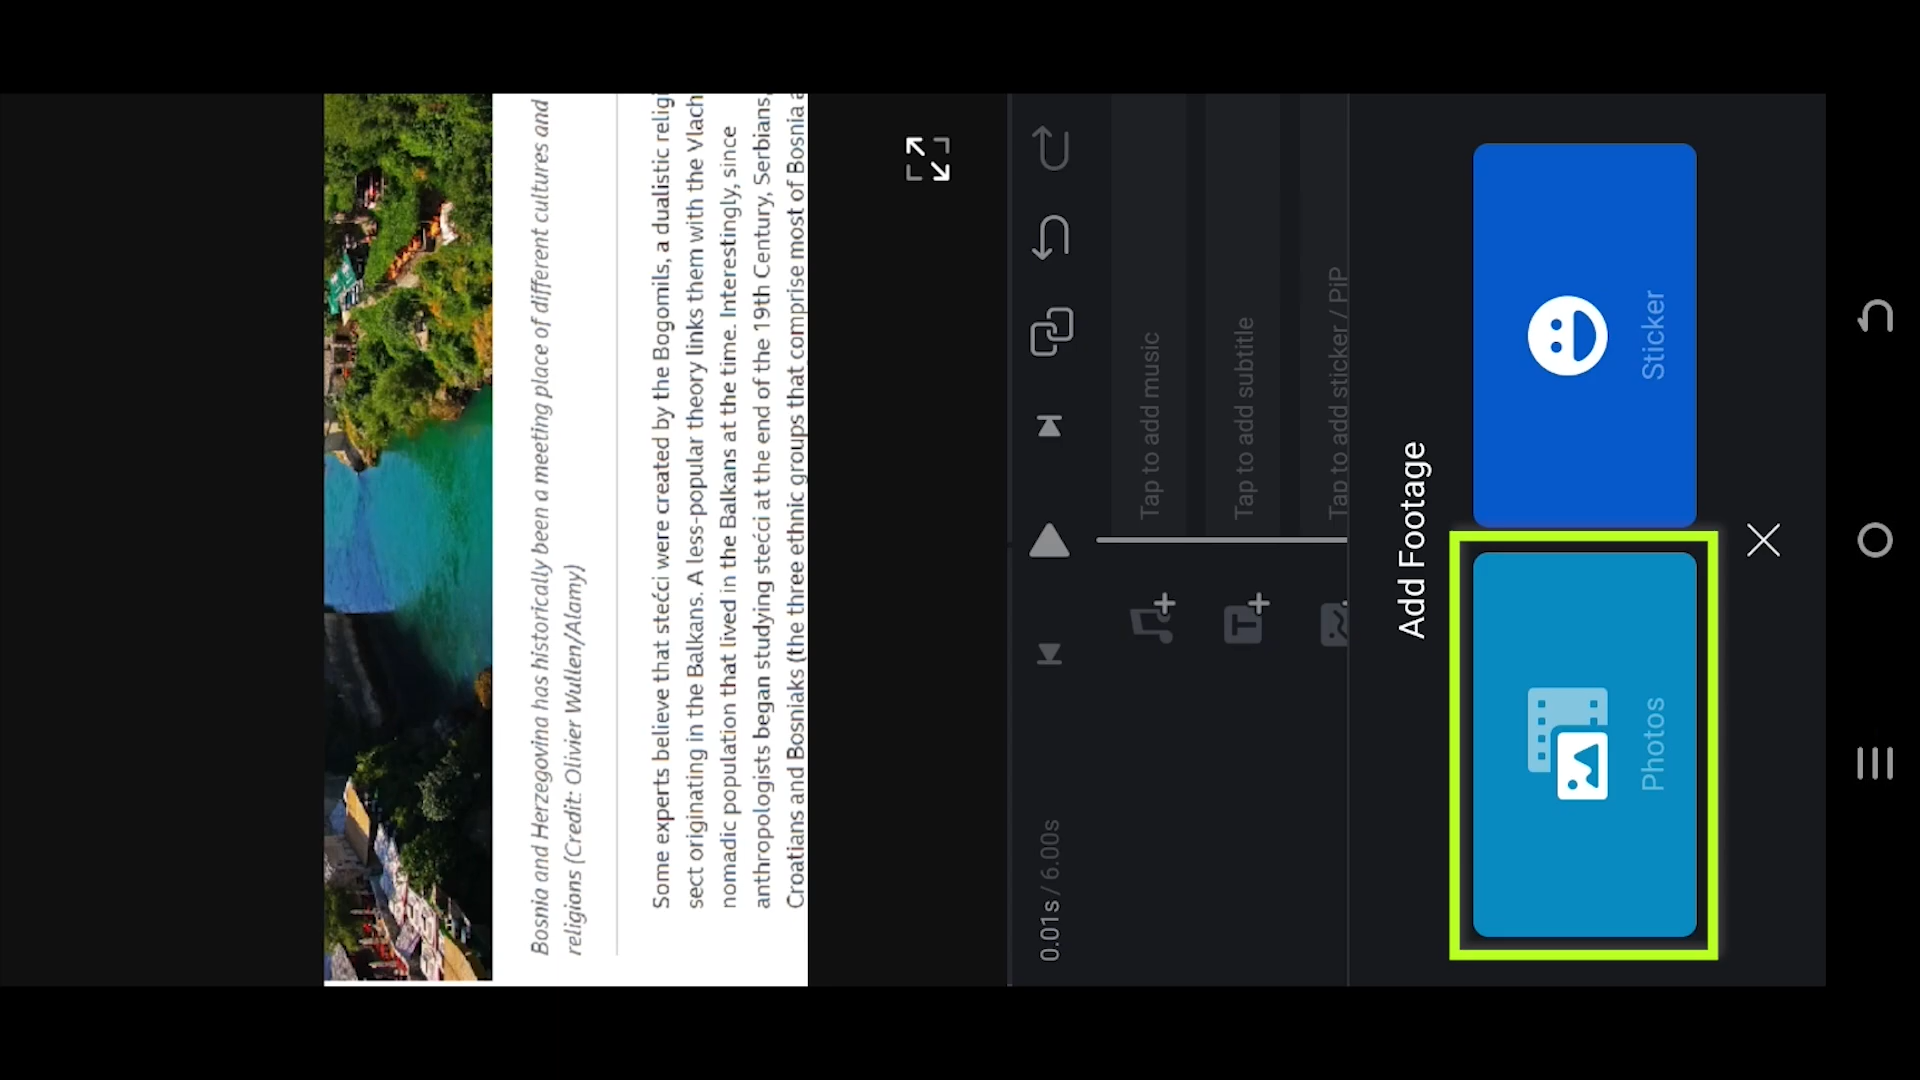 Bosnia and Herzegovina has historically been a meeting place of different cultures and
religions (Credit: Olivier Wullen/Alamy)
Some experts believe that stećci were created by the Bogomils, a dualistic religi
sect originating in the Balkans. A less-popular theory links them with the Vlach
nomadic population that lived in the Balkans at the time. Interestingly, since
anthropologists began studying stećci at the end of the 19th Century, Serbians
Croatians and Bosniaks (the three ethnic groups that comprise most of Bosnia a
0.01s / 6.00s
Tap to add music
Tap to add subtitle
Tap to add sticker / PiP
Add Footage
Photos
Sticker